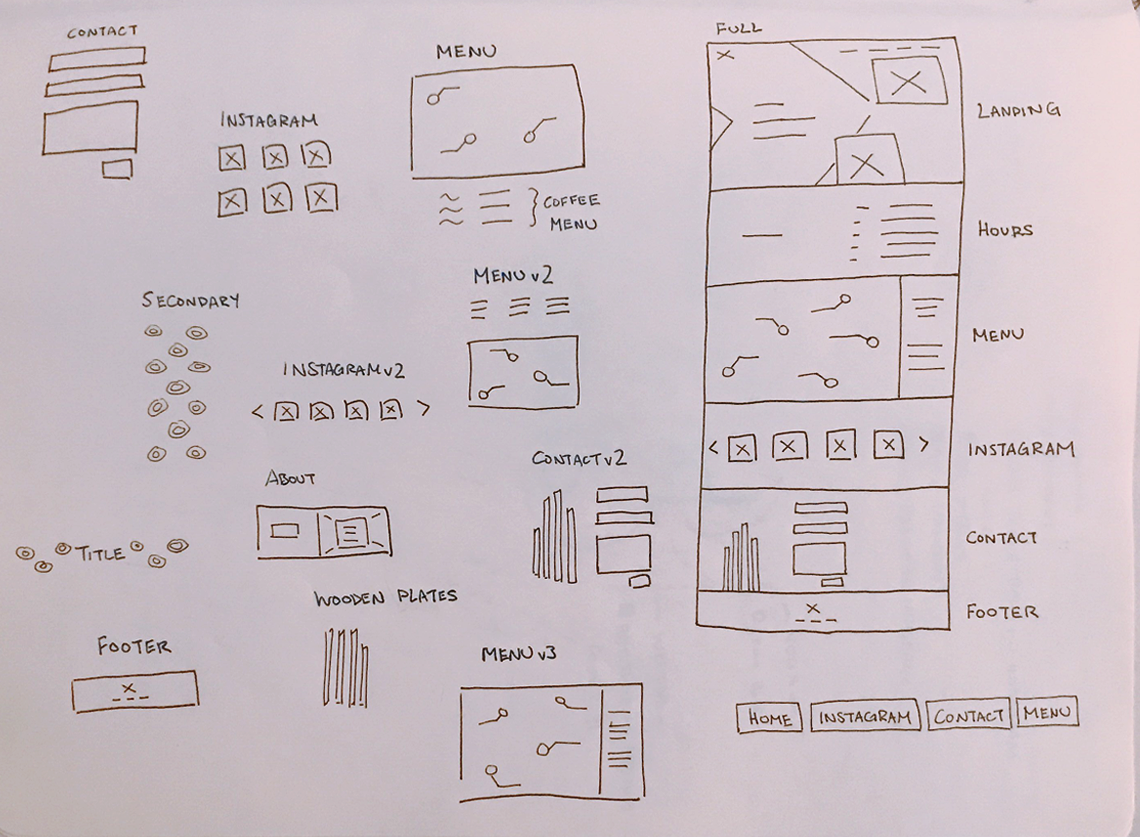 CONTACT
INSTAGRAM
MENU
COFFEE
MENU
SECONDARY
MENU v2
INSTAGRAM v2
ABOUT
CONTACT v2
TITLE
WOODEN PLATES
FOOTER
MENU v3
FULL
LANDING
HOURS
MENU
INSTAGRAM
CONTACT
FOOTER
HOME INSTAGRAM CONTACT MENU